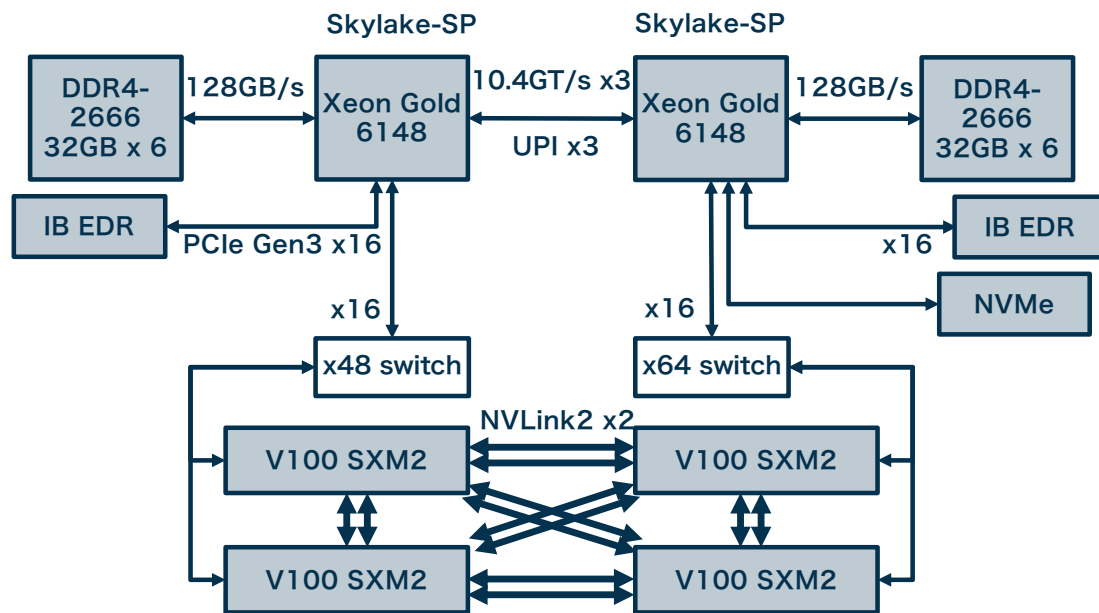 Skylake-SP
Skylake-SP
DDR4-
2666
32GB x 6
128GB/s
Xeon Gold
6148
10.4GT/s x3
UPI x3
Xeon Gold
6148
128GB/s
DDR4-
2666
32GB x 6
IB EDR
PCIe Gen3 x16
x16
IB EDR
x16
x16
NVMe
x48 switch
x64 switch
NVLink2 x2
V100 SXM2
V100 SXM2
V100 SXM2
V100 SXM2